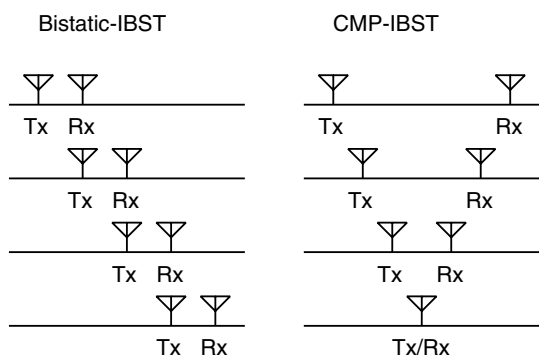 Bistatic-IBST CMP-IBST
Tx Rx Tx Rx
Tx Rx Tx Rx
Tx Rx Tx Rx
Tx Rx Tx/Rx